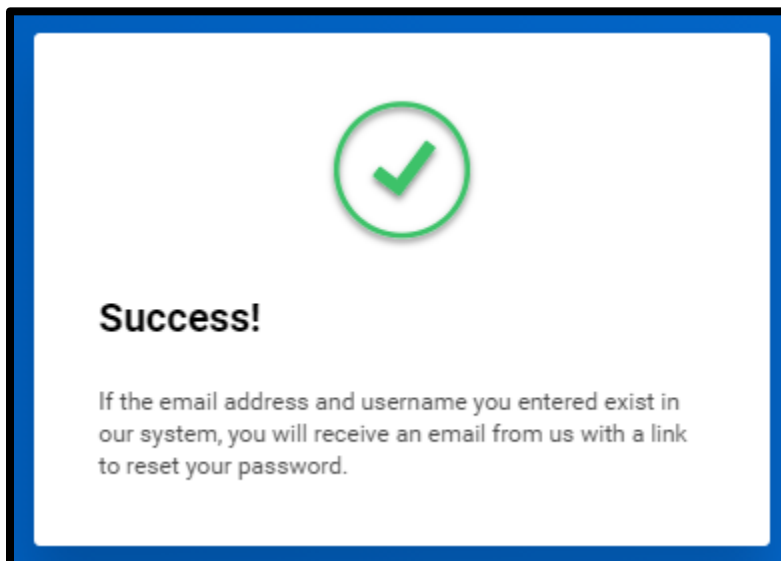 Success!
If the email address and username you entered exist in
our system, you will receive an email from us with a link
to reset your password.